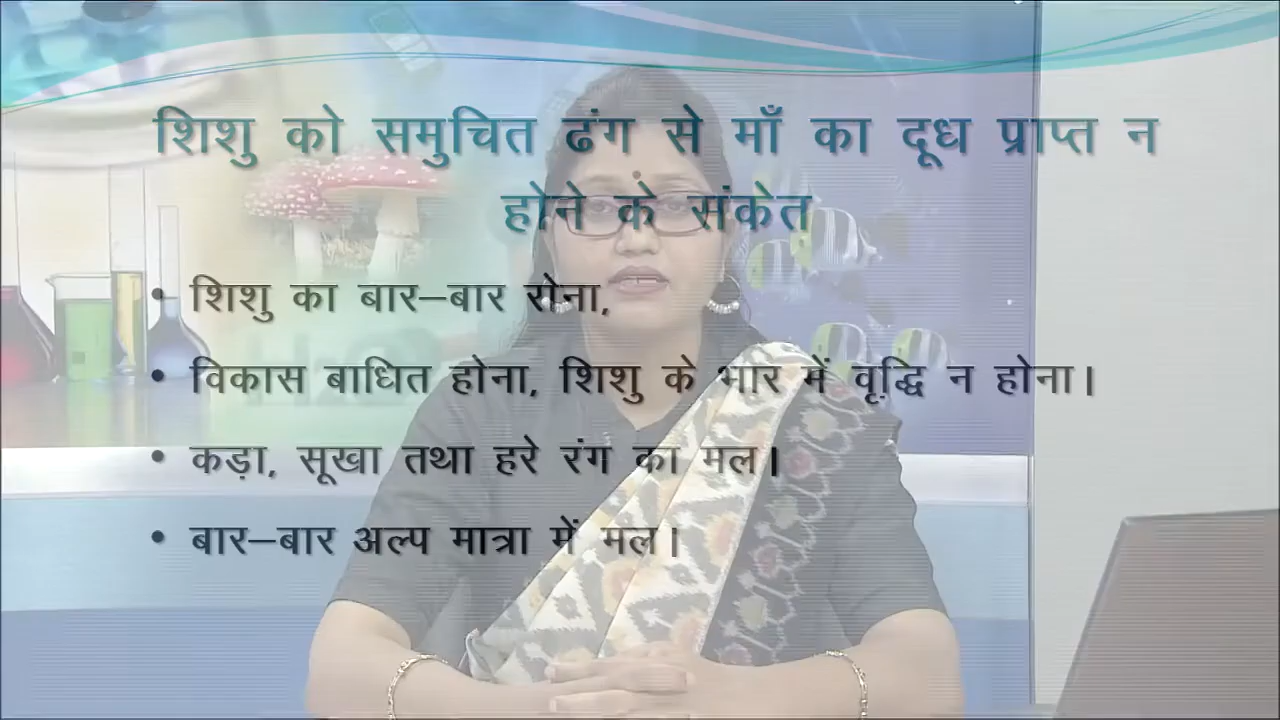 शिशु को समुचित ढंग से माँ का दूध प्राप्त न
होने के संकेत
• शिशु का बार–बार रोना,
• विकास बाधित होना, शिशु के भार में वृद्धि न होना।
• कड़ा, सूखा तथा हरे रंग का मल।
• बार–बार अल्प मात्रा में मल।